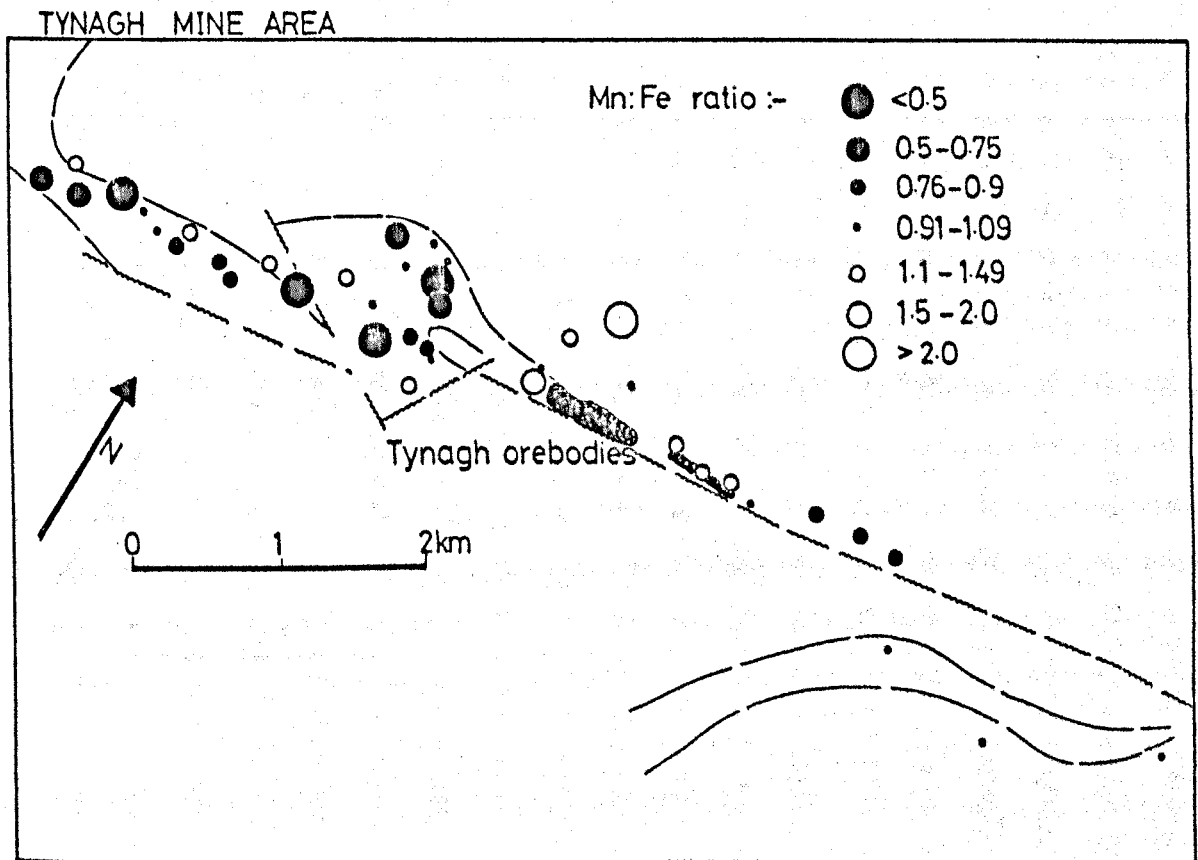 TYNAGH MINE AREA
Mn:Fe ratio :-
<0.5
0.5-0.75
0.76-0.9
0.91-1.09
1.1-1.49
1.5-2.0
>2.0
N
Tynagh orebodies
0 1 2km